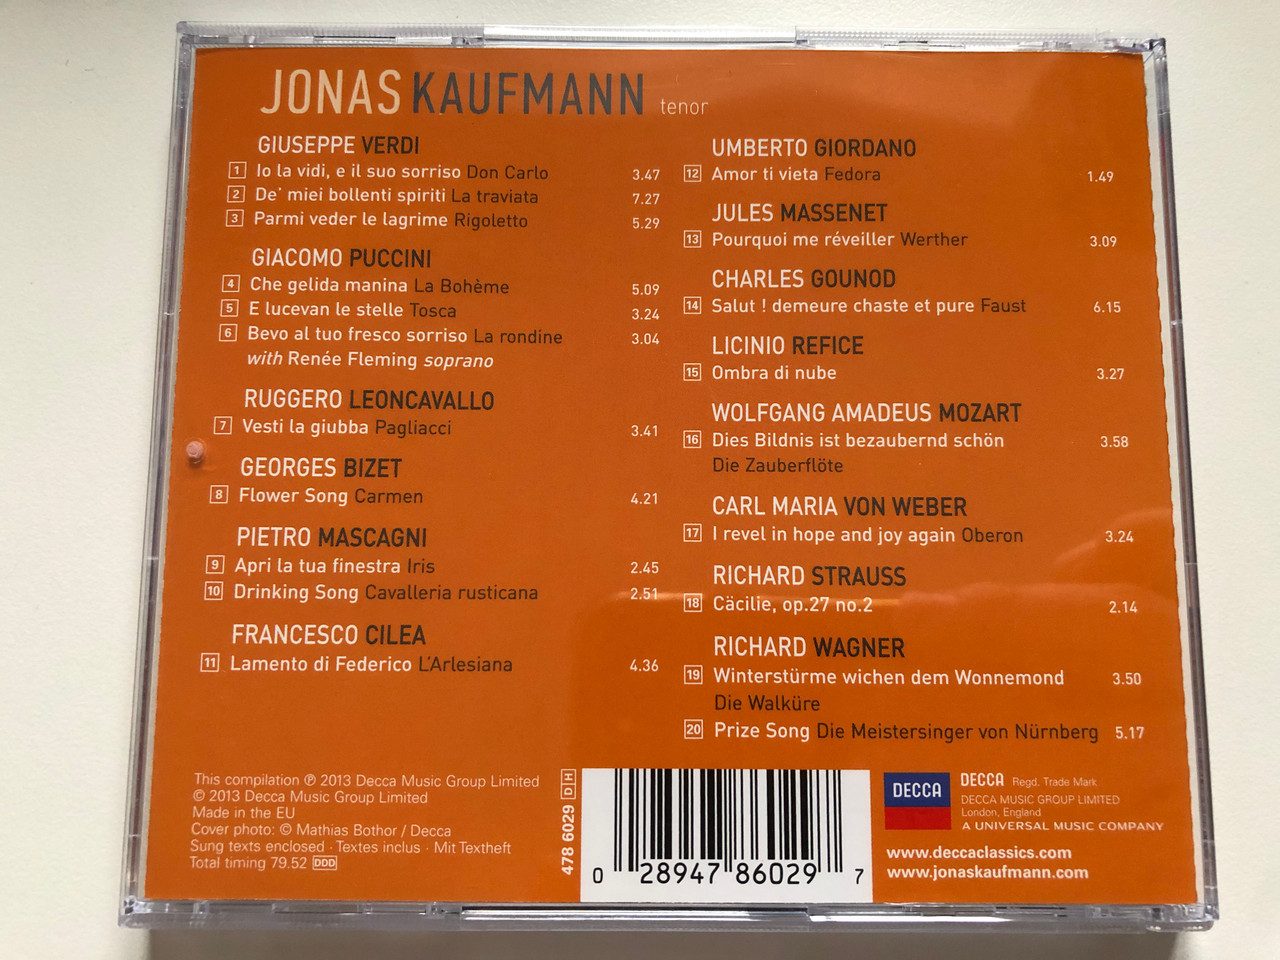 JONAS KAUFMANN tenor
GIUSEPPE VERDI
1 Io la vidi, e il suo sorriso Don Carlo 3.47
2 De' miei bollenti spiriti La traviata 7.27
3 Parmi veder le lagrime Rigoletto 5.29
GIACOMO PUCCINI
4 Che gelida manina La Bohème 5.09
5 E lucevan le stelle Tosca 3.24
6 Bevo al tuo fresco sorriso La rondine 3.04
with Renée Fleming soprano
RUGGERO LEONCAVALLO
7 Vesti la giubba Pagliacci 3.41
GEORGES BIZET
8 Flower Song Carmen 4.21
PIETRO MASCAGNI
9 Apri la tua finestra Iris 2.45
10 Drinking Song Cavalleria rusticana 2.51
FRANCESCO CILEA
11 Lamento di Federico L'Arlesiana 4.36
UMBERTO GIORDANO
12 Amor ti vieta Fedora 1.49
JULES MASSENET
13 Pourquoi me réveiller Werther 3.09
CHARLES GOUNOD
14 Salut ! demeure chaste et pure Faust 6.15
LICINIO REFICE
15 Ombra di nube 3.27
WOLFGANG AMADEUS MOZART
16 Dies Bildnis ist bezaubernd schön 3.58
Die Zauberflöte
CARL MARIA VON WEBER
17 I revel in hope and joy again Oberon 3.24
RICHARD STRAUSS
18 Cäcilie, op.27 no.2 2.14
RICHARD WAGNER
19 Winterstürme wichen dem Wonnemond 3.50
Die Walküre
20 Prize Song Die Meistersinger von Nürnberg 5.17
This compilation ℗ 2013 Decca Music Group Limited
© 2013 Decca Music Group Limited
Made in the EU
Cover photo: © Mathias Bothor / Decca
Sung texts enclosed · Textes inclus · Mit Textheft
Total timing 79.52 DDD
478 6029 DH
0 28947 86029 7
DECCA
DECCA Regd. Trade Mark
DECCA MUSIC GROUP LIMITED
London, England
A UNIVERSAL MUSIC COMPANY
www.deccaclassics.com
www.jonaskaufmann.com